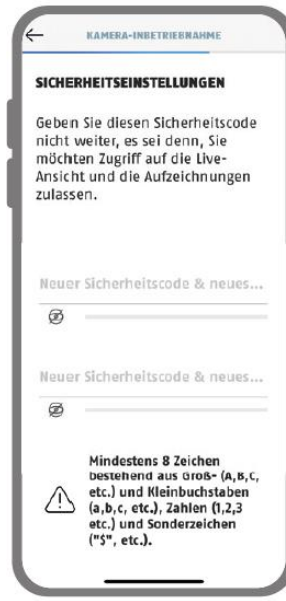 KAMERA-INBETRIEBNAHME
SICHERHEITSEINSTELLUNGEN
Geben Sie diesen Sicherheitscode
nicht weiter, es sei denn, Sie
möchten Zugriff auf die Live-
Ansicht und die Aufzeichnungen
zulassen.
Neuer Sicherheitscode & neues...
Neuer Sicherheitscode & neues...
Mindestens 8 Zeichen
bestehend aus Groß- (A,B,C,
etc.) und Kleinbuchstaben
(a,b,c, etc.), Zahlen (1,2,3
etc.) und Sonderzeichen
("$", etc.).